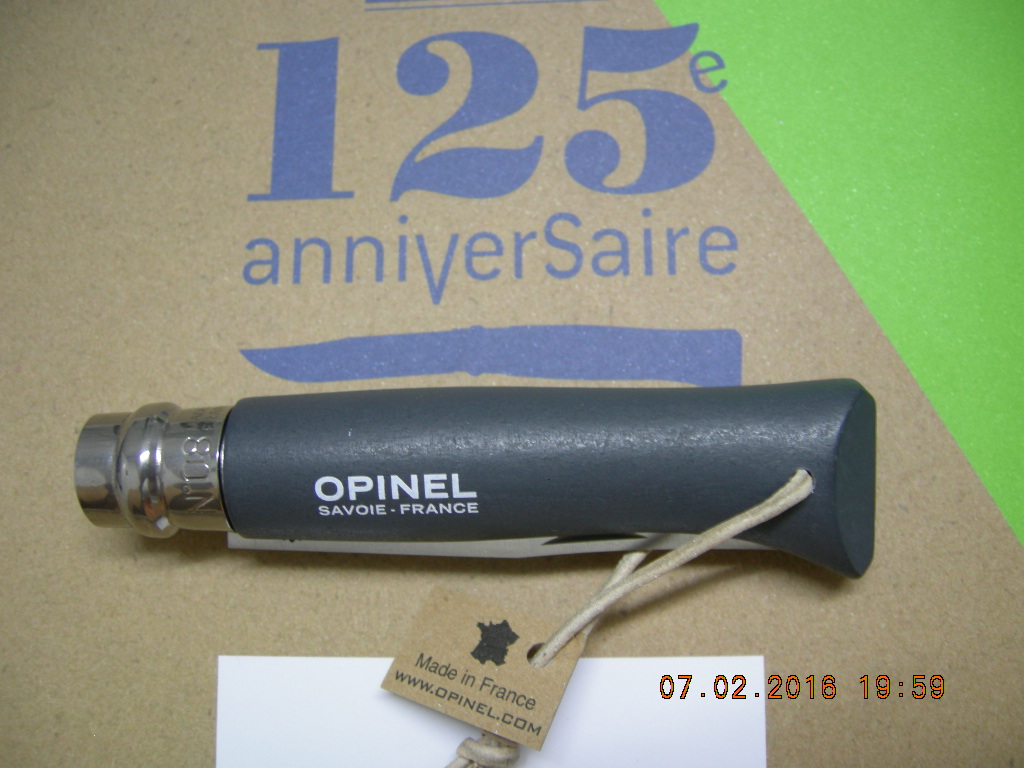 125e
anniverSaire
N°08
OPINEL
SAVOIE - FRANCE
Made in France
www.OPINEL.COM
07.02.2016 19:59